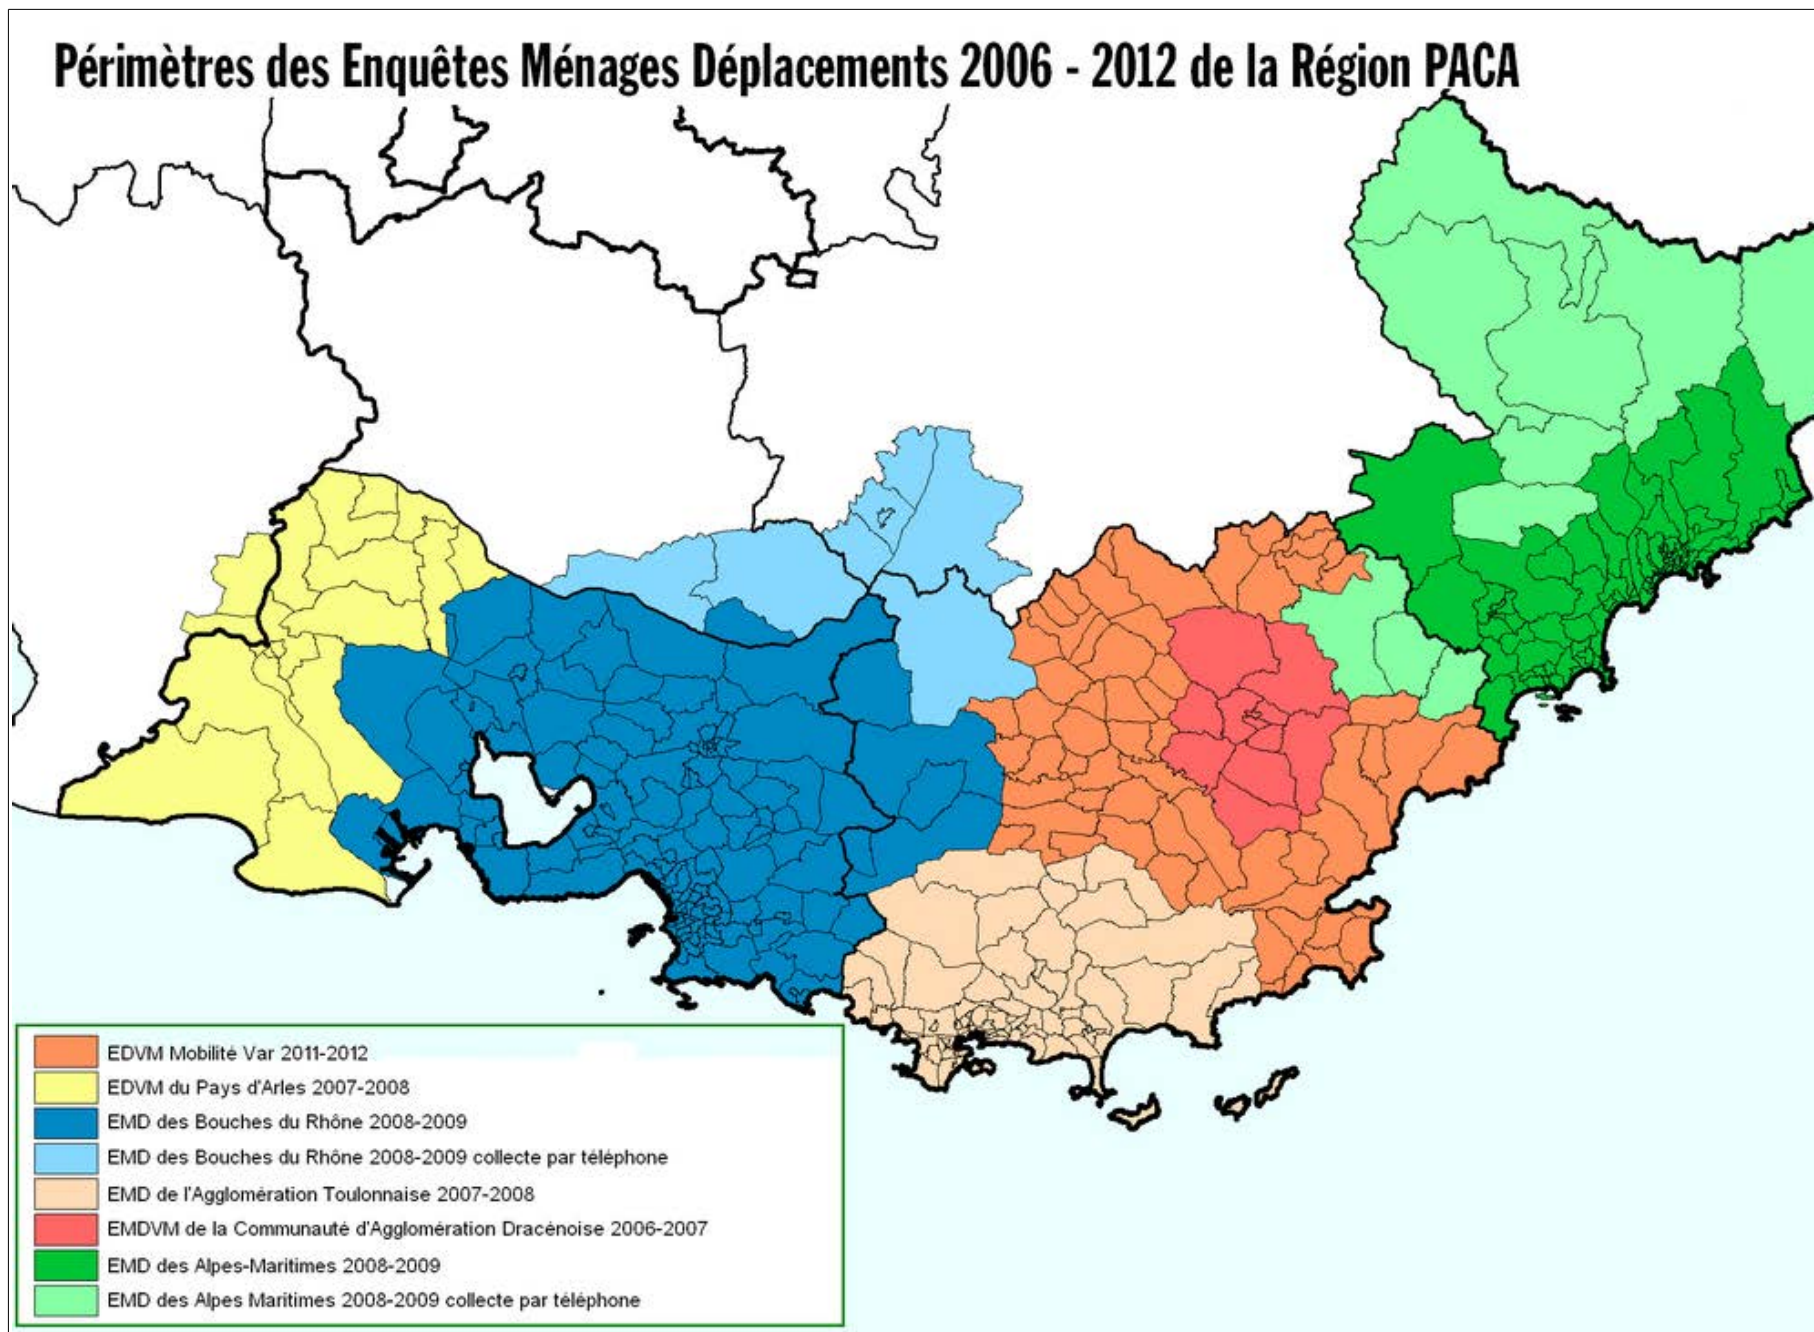 Périmètres des Enquêtes Ménages Déplacements 2006 - 2012 de la Région PACA
EDVM Mobilité Var 2011-2012
EDVM du Pays d'Arles 2007-2008
EMD des Bouches du Rhône 2008-2009
EMD des Bouches du Rhône 2008-2009 collecte par téléphone
EMD de l'Agglomération Toulonnaise 2007-2008
EMDVM de la Communauté d'Agglomération Dracénoise 2006-2007
EMD des Alpes-Maritimes 2008-2009
EMD des Alpes Maritimes 2008-2009 collecte par téléphone